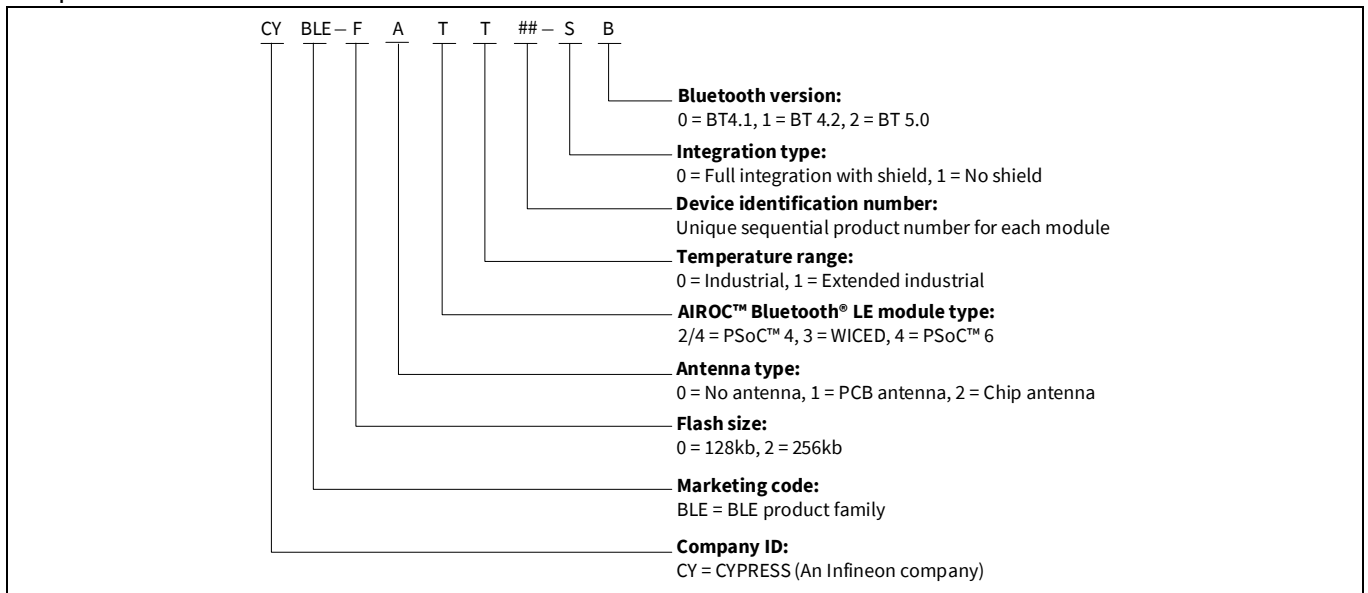 CY BLE – F A T T ## – S B
Bluetooth version:
0 = BT4.1, 1 = BT 4.2, 2 = BT 5.0
Integration type:
0 = Full integration with shield, 1 = No shield
Device identification number:
Unique sequential product number for each module
Temperature range:
0 = Industrial, 1 = Extended industrial
AIROC™ Bluetooth® LE module type:
2/4 = PSoC™ 4, 3 = WICED, 4 = PSoC™ 6
Antenna type:
0 = No antenna, 1 = PCB antenna, 2 = Chip antenna
Flash size:
0 = 128kb, 2 = 256kb
Marketing code:
BLE = BLE product family
Company ID:
CY = CYPRESS (An Infineon company)